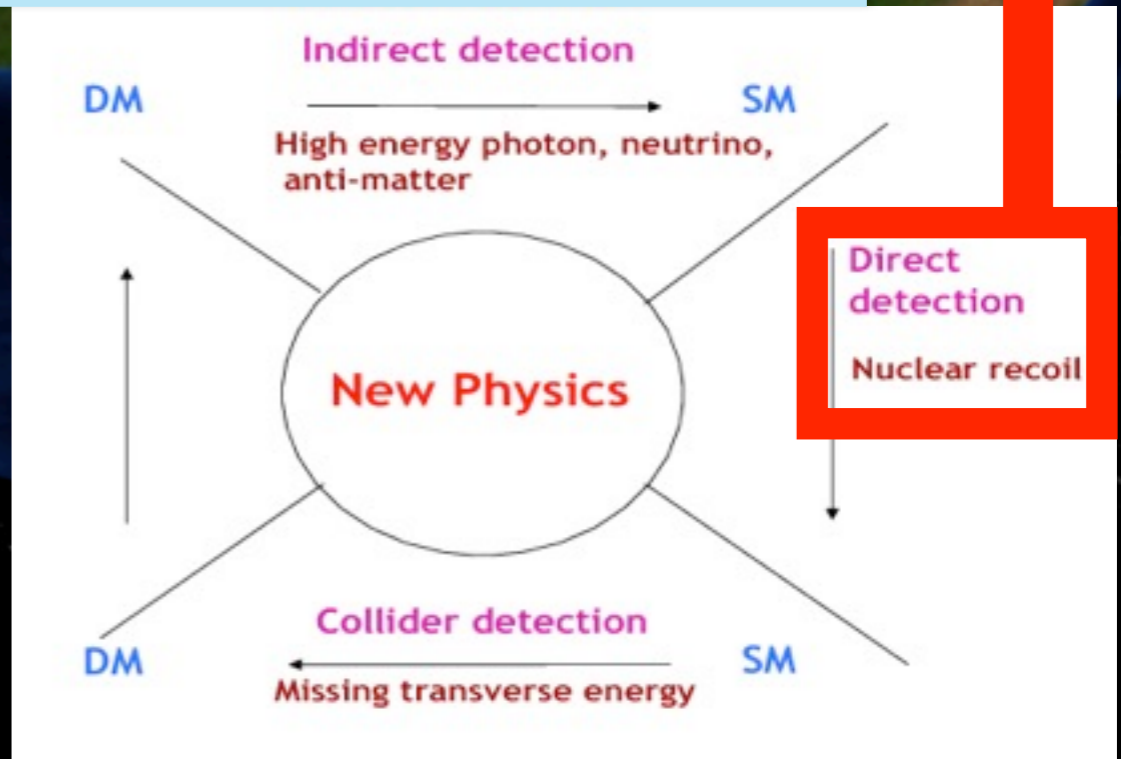 Indirect detection
DM
SM
High energy photon, neutrino,
anti-matter
Direct
detection
Nuclear recoil
New Physics
Collider detection
DM
SM
Missing transverse energy